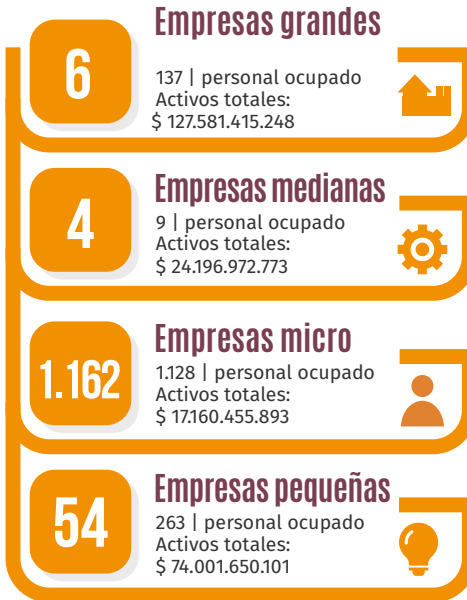 6
Empresas grandes
137 | personal ocupado
Activos totales:
$ 127.581.415.248
4
Empresas medianas
9 | personal ocupado
Activos totales:
$ 24.196.972.773
1.162
Empresas micro
1.128 | personal ocupado
Activos totales:
$ 17.160.455.893
54
Empresas pequeñas
263 | personal ocupado
Activos totales:
$ 74.001.650.101